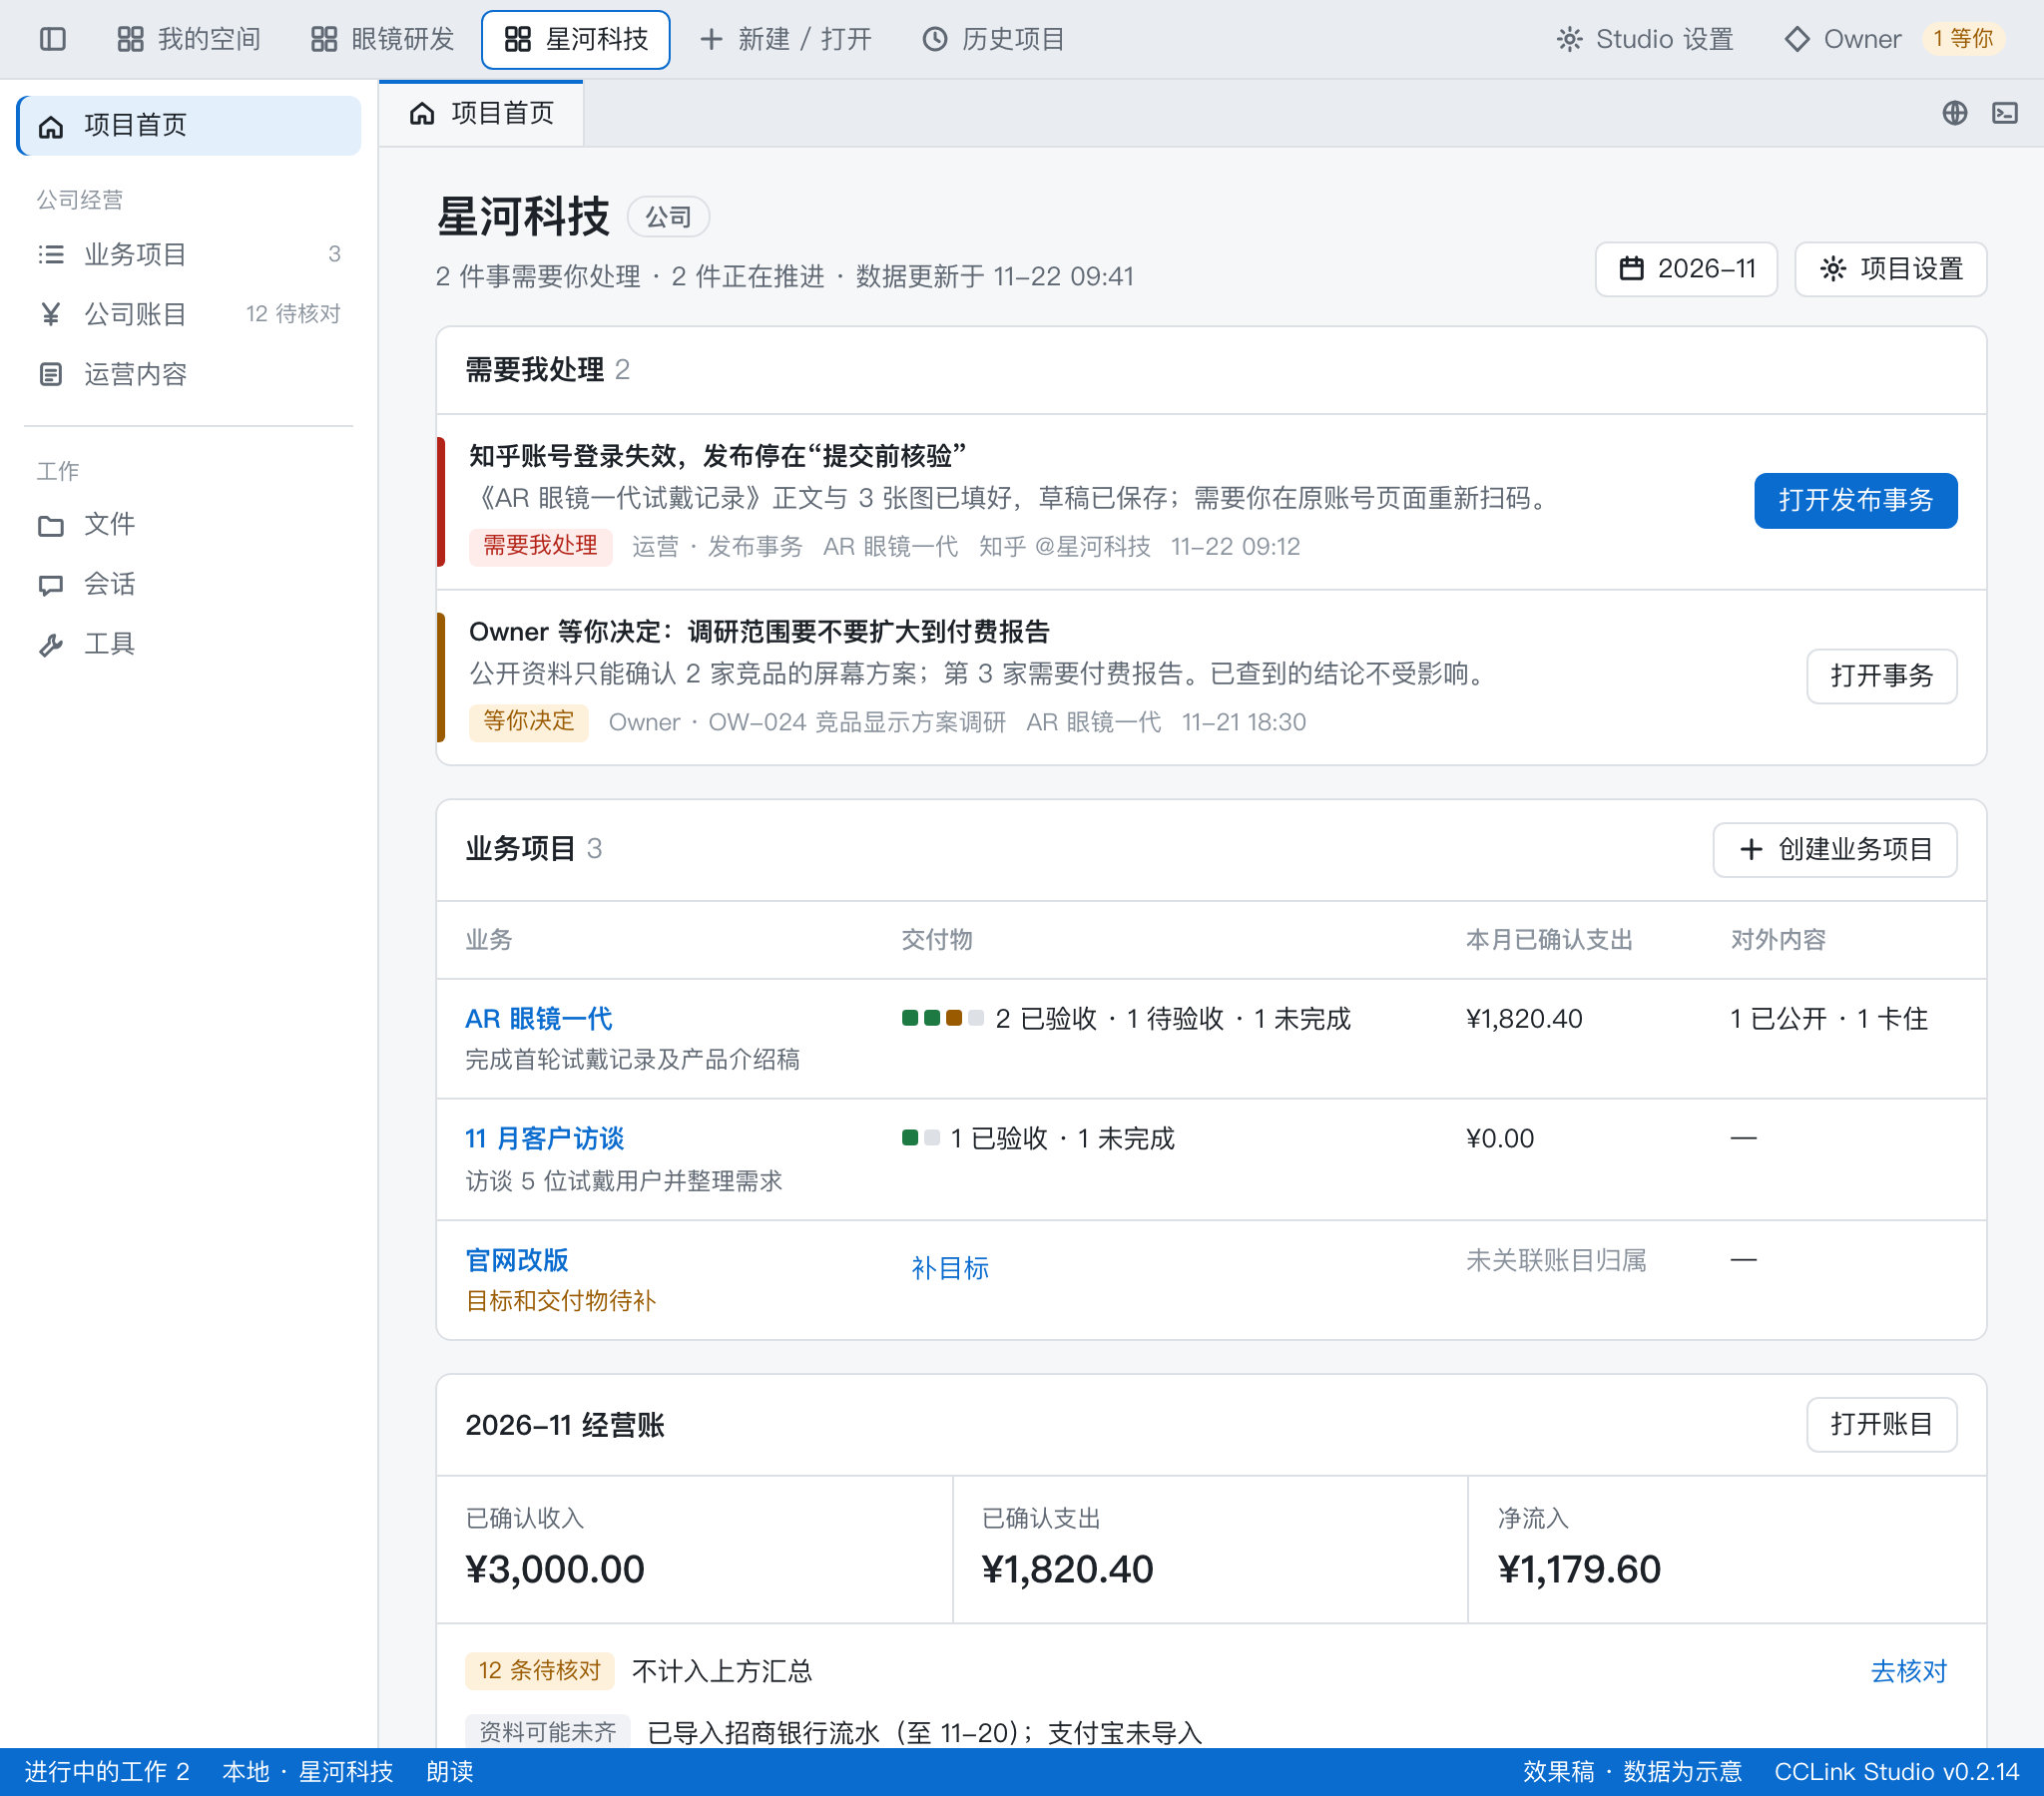 我的空间 眼镜研发 星河科技 新建 / 打开 历史项目 Studio 设置 Owner 1 等你
项目首页
公司经营
业务项目 3
公司账目 12 待核对
运营内容
工作
文件
会话
工具
项目首页
星河科技 公司
2 件事需要你处理 · 2 件正在推进 · 数据更新于 11-22 09:41
2026-11 项目设置
需要我处理 2
知乎账号登录失效，发布停在“提交前核验”
《AR 眼镜一代试戴记录》正文与 3 张图已填好，草稿已保存；需要你在原账号页面重新扫码。
打开发布事务
需要我处理 运营 · 发布事务 AR 眼镜一代 知乎 @星河科技 11-22 09:12
Owner 等你决定：调研范围要不要扩大到付费报告
公开资料只能确认 2 家竞品的屏幕方案；第 3 家需要付费报告。已查到的结论不受影响。
打开事务
等你决定 Owner · OW-024 竞品显示方案调研 AR 眼镜一代 11-21 18:30
业务项目 3 创建业务项目
业务 交付物 本月已确认支出 对外内容
AR 眼镜一代 2 已验收 · 1 待验收 · 1 未完成 ¥1,820.40 1 已公开 · 1 卡住
完成首轮试戴记录及产品介绍稿
11 月客户访谈 1 已验收 · 1 未完成 ¥0.00 —
访谈 5 位试戴用户并整理需求
官网改版 补目标 未关联账目归属 —
目标和交付物待补
2026-11 经营账 打开账目
已确认收入 已确认支出 净流入
¥3,000.00 ¥1,820.40 ¥1,179.60
12 条待核对 不计入上方汇总 去核对
资料可能未齐 已导入招商银行流水（至 11-20）；支付宝未导入
进行中的工作 2 本地 · 星河科技 朗读 效果稿 · 数据为示意 CCLink Studio v0.2.14